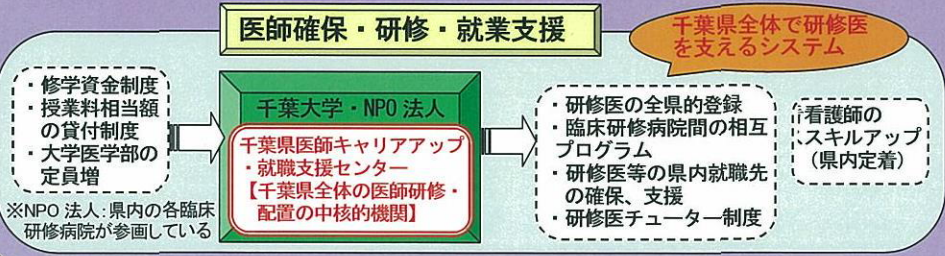 医師確保・研修・就業支援
千葉県全体で研修医
を支えるシステム
・修学資金制度
・授業料相当額
の貸付制度
・大学医学部の
定員増
※NPO 法人：県内の各臨床
研修病院が参画している
千葉大学・NPO 法人
千葉県医師キャリアアップ
・就職支援センター
【千葉県全体の医師研修・
配置の中核的機関】
・研修医の全県的登録
・臨床研修病院間の相互
プログラム
・研修医等の県内就職先
の確保、支援
・研修医チューター制度
看護師の
スキルアップ
（県内定着）